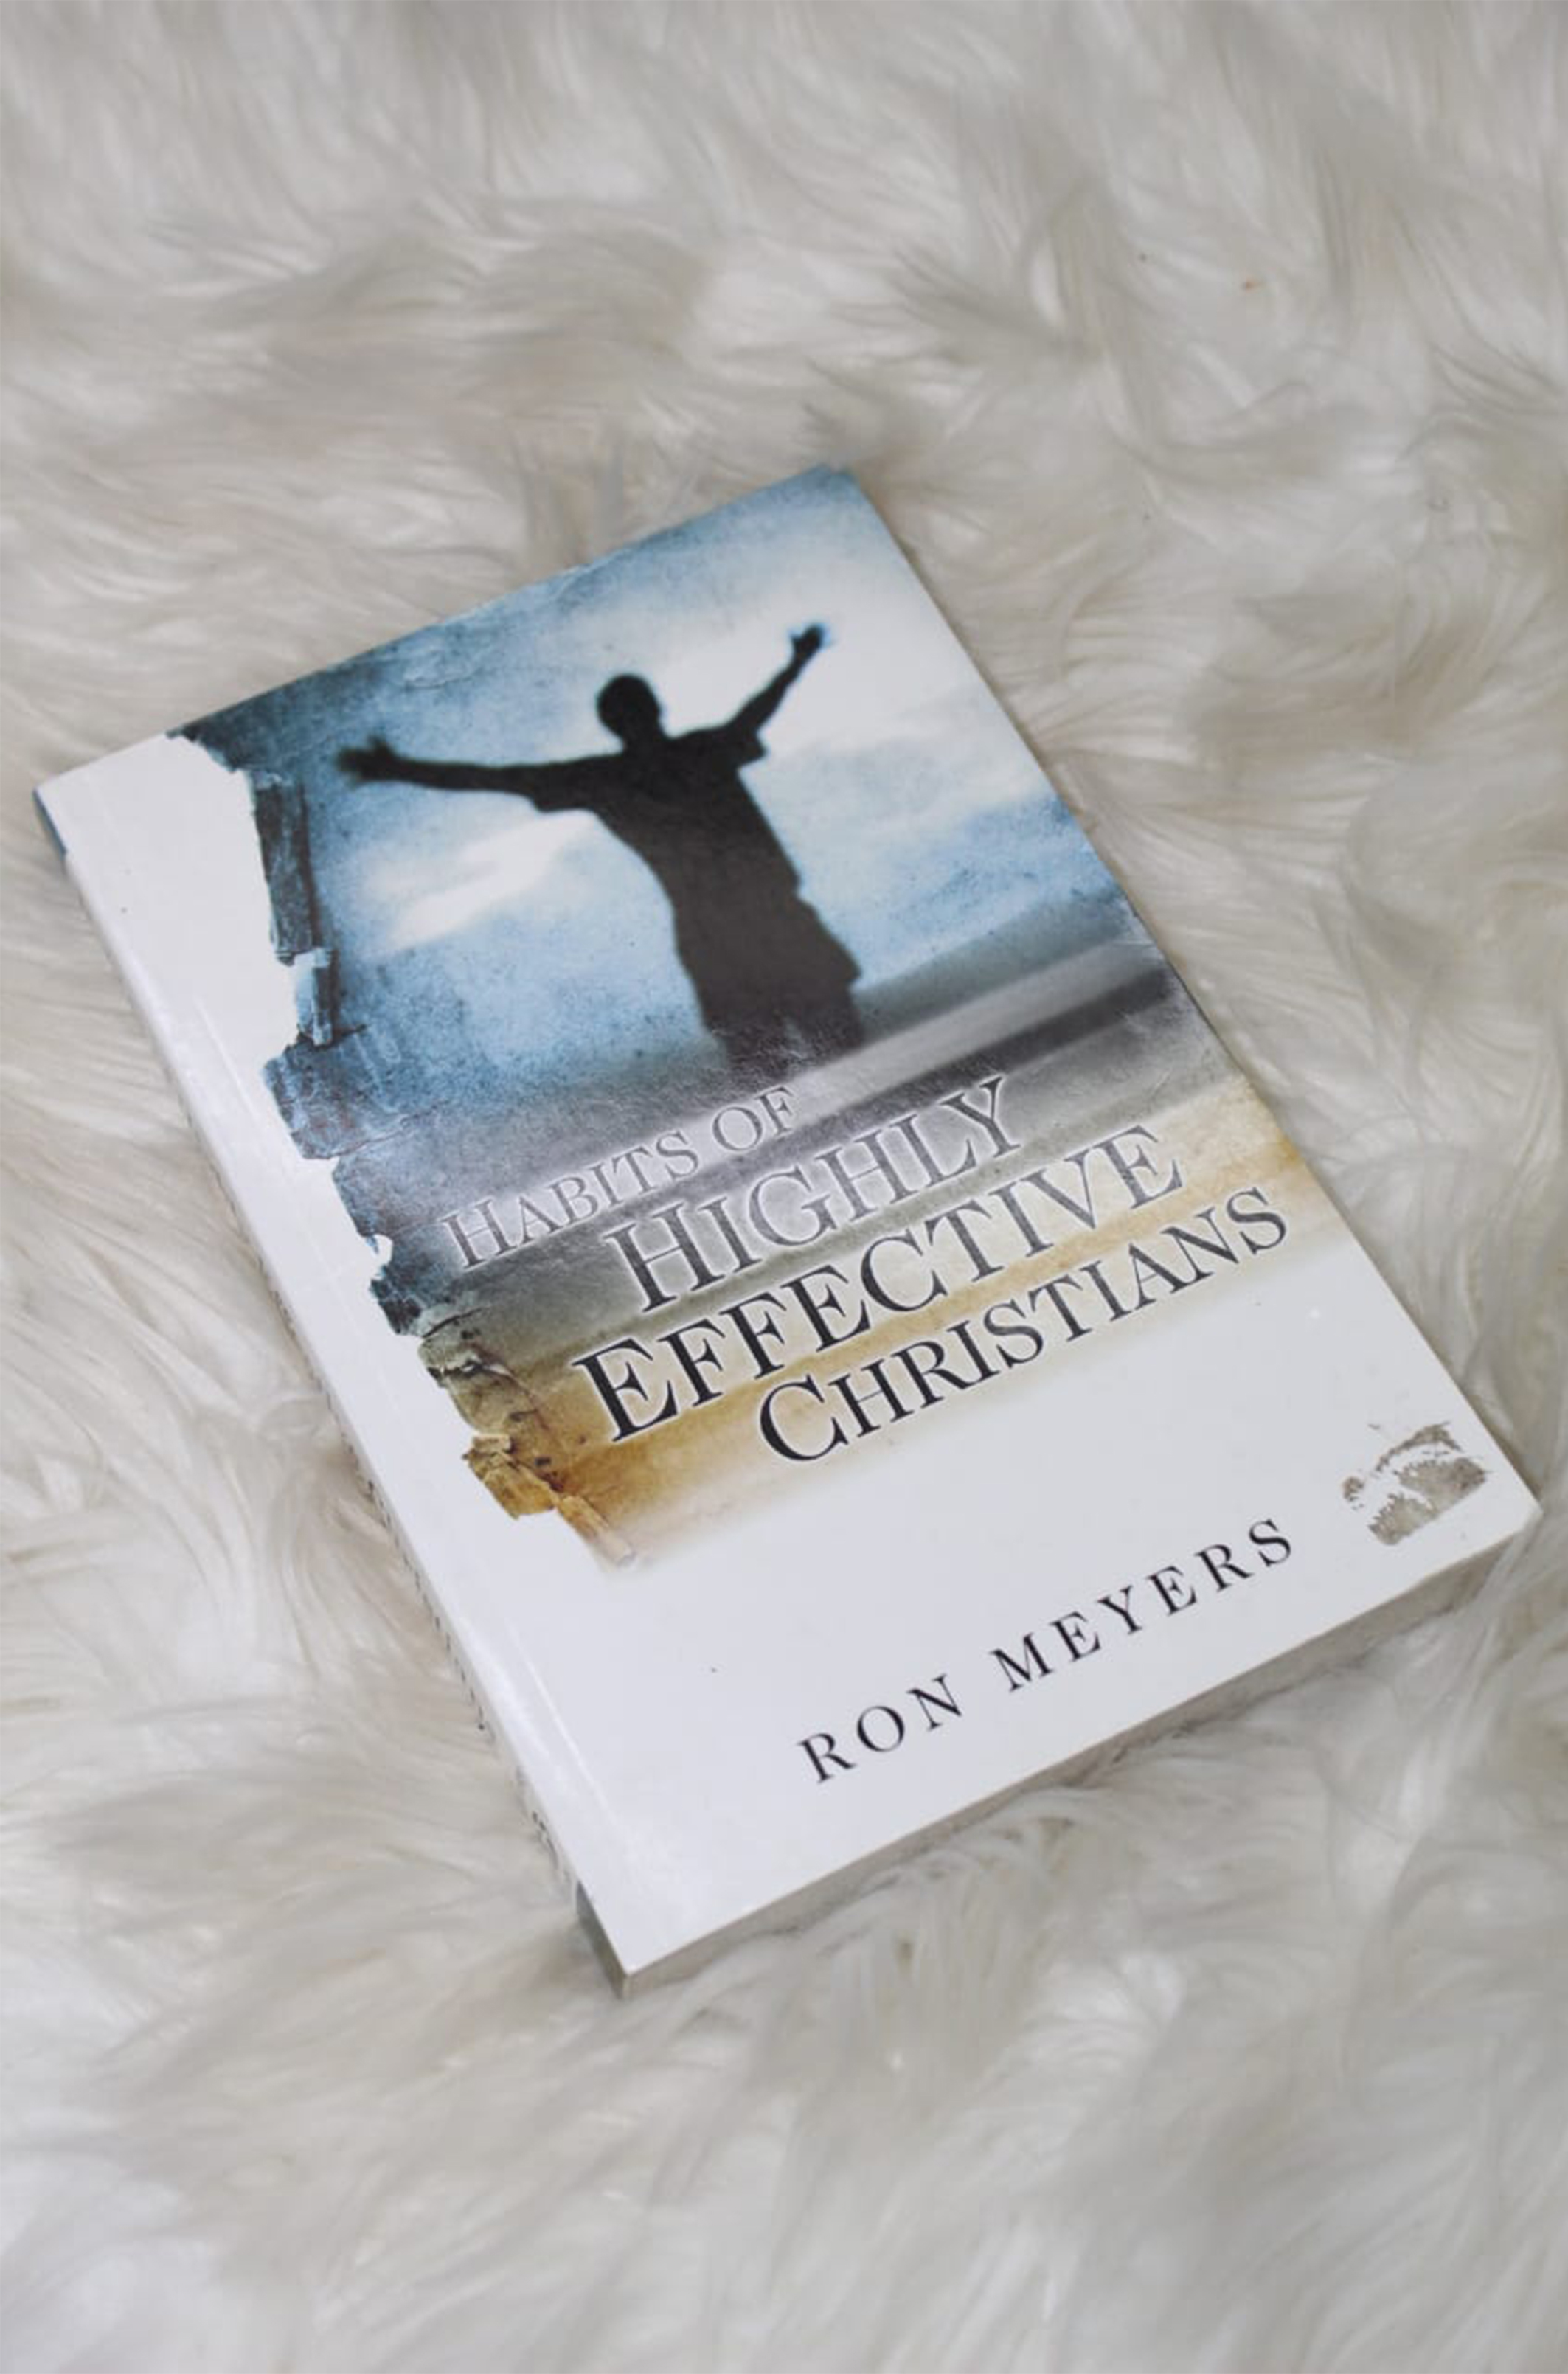 HABITS OF
HIGHLY
EFFECTIVE
CHRISTIANS
RON MEYERS